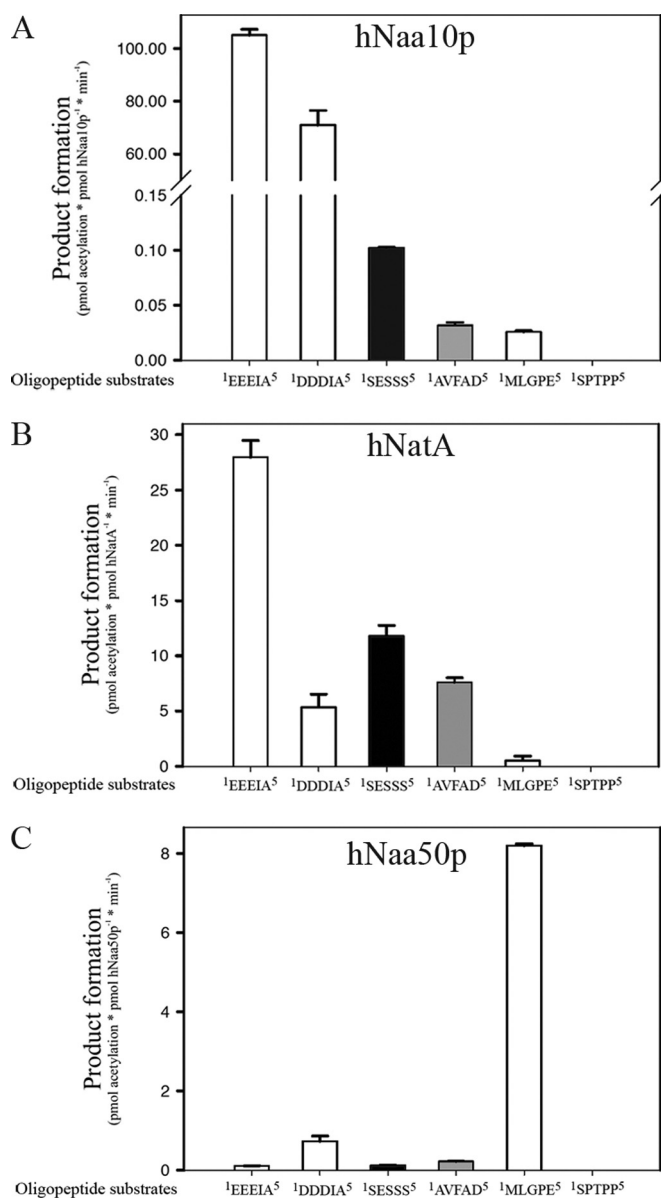 A
hNaa10p
Product formation
(pmol acetylation * pmol hNaa10p⁻¹ * min⁻¹)
100.00
80.00
60.00
0.15
0.10
0.05
0.00
Oligopeptide substrates ¹EEEIA⁵ ¹DDDIA⁵ ¹SESSS⁵ ¹AVFAD⁵ ¹MLGPE⁵ ¹SPTPP⁵
B
hNatA
Product formation
(pmol acetylation * pmol hNatA⁻¹ * min⁻¹)
30
25
20
15
10
5
0
Oligopeptide substrates ¹EEEIA⁵ ¹DDDIA⁵ ¹SESSS⁵ ¹AVFAD⁵ ¹MLGPE⁵ ¹SPTPP⁵
C
hNaa50p
Product formation
(pmol acetylation * pmol hNaa50p⁻¹ * min⁻¹)
8
6
4
2
0
Oligopeptide substrates ¹EEEIA⁵ ¹DDDIA⁵ ¹SESSS⁵ ¹AVFAD⁵ ¹MLGPE⁵ ¹SPTPP⁵